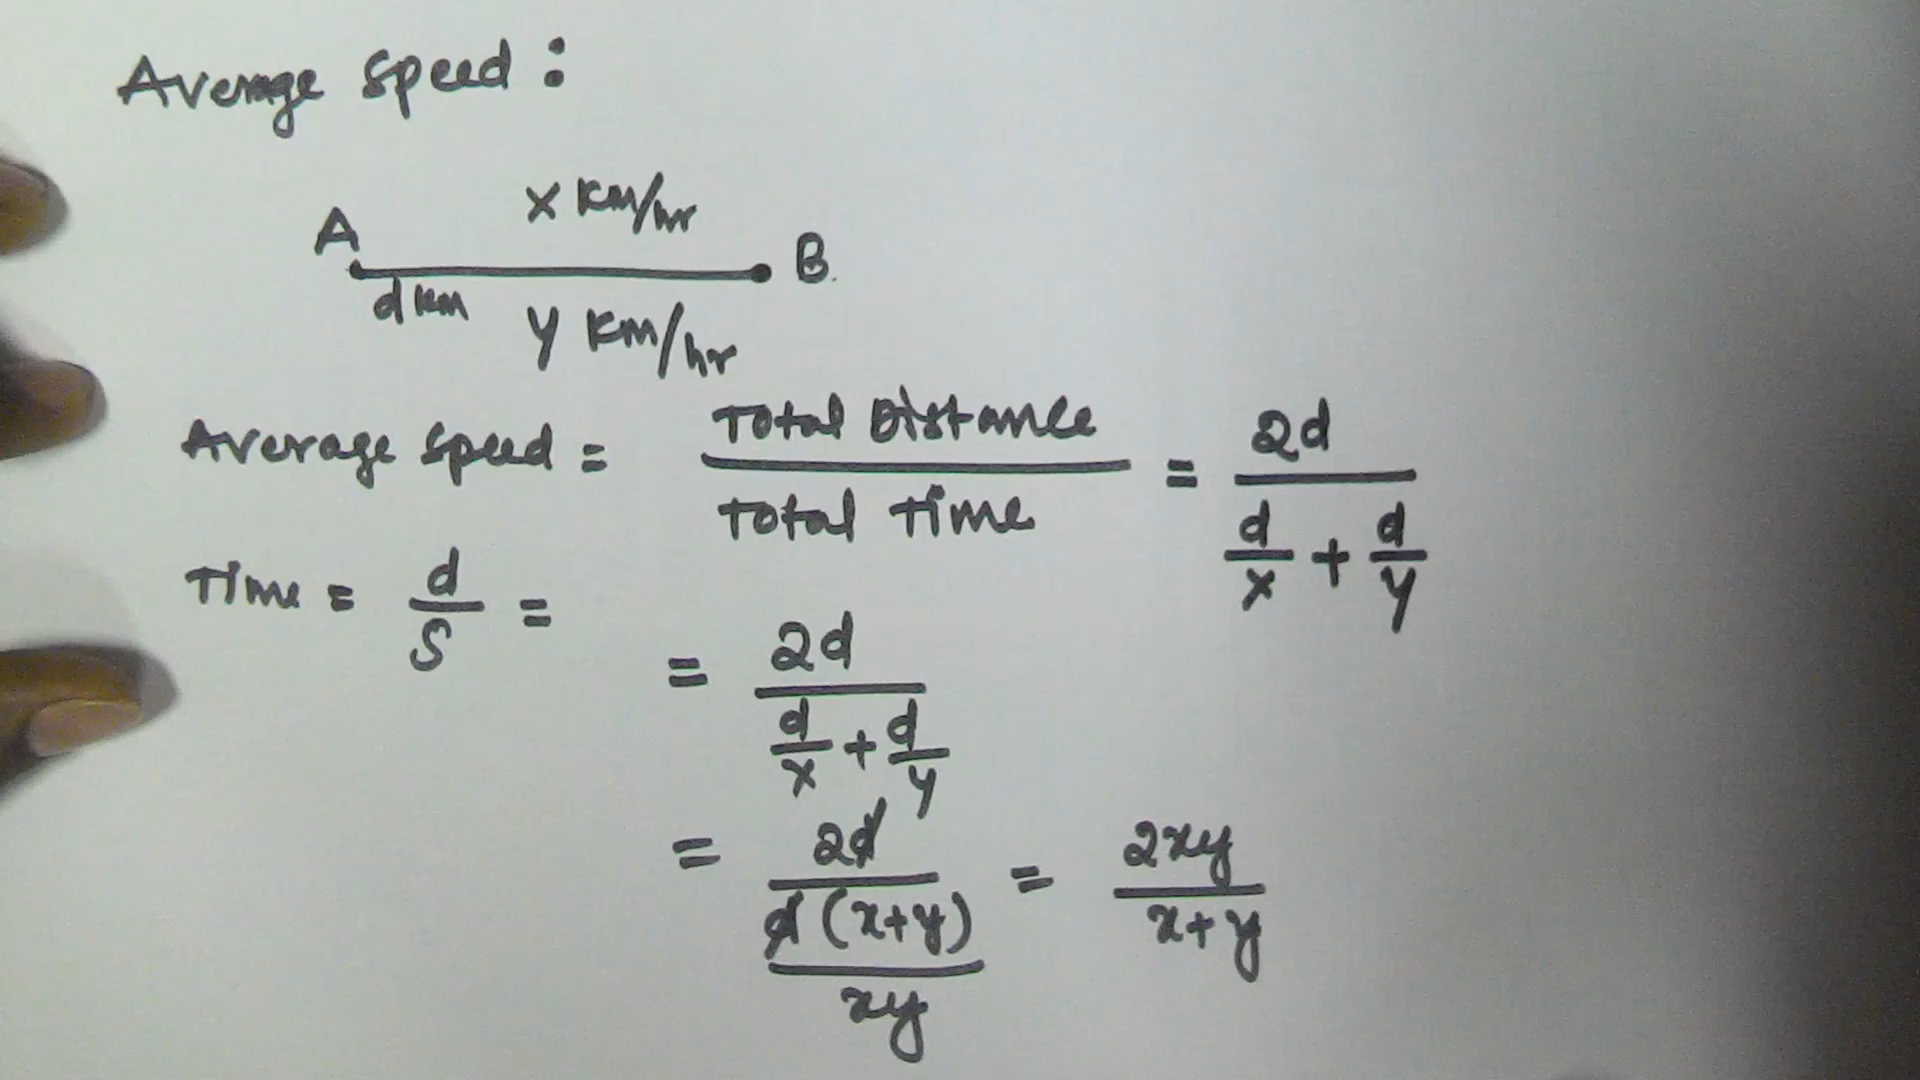 Average Speed :
x km/hr
A B.
d km
y km/hr
Average Speed = Total Distance / Total Time = 2d / (d/x + d/y)
Time = d/S =
= 2d / (d/x + d/y)
= 2d / (d(x+y) / xy) = 2xy / x+y